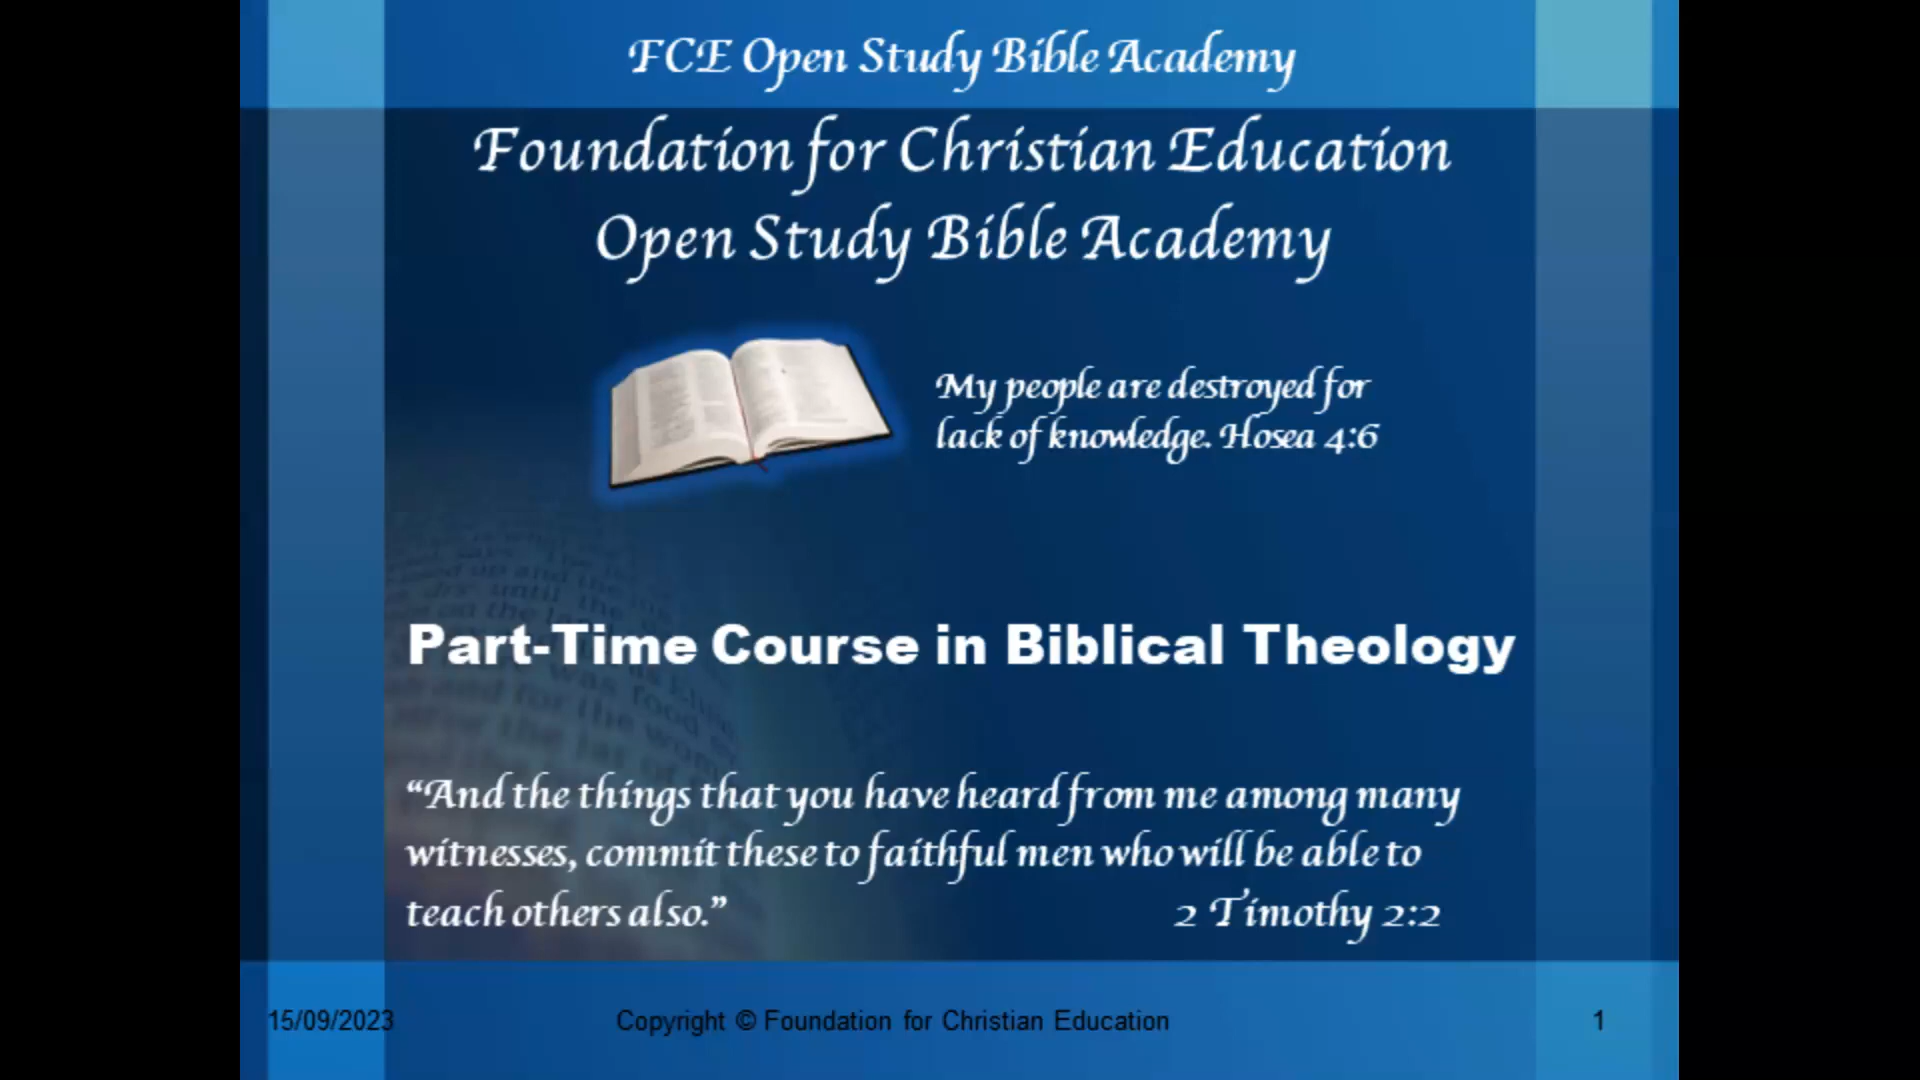 FCE Open Study Bible Academy
Foundation for Christian Education
Open Study Bible Academy
My people are destroyed for
lack of knowledge. Hosea 4:6
Part-Time Course in Biblical Theology
“And the things that you have heard from me among many
witnesses, commit these to faithful men who will be able to
teach others also.” 2 Timothy 2:2
15/09/2023 Copyright © Foundation for Christian Education 1